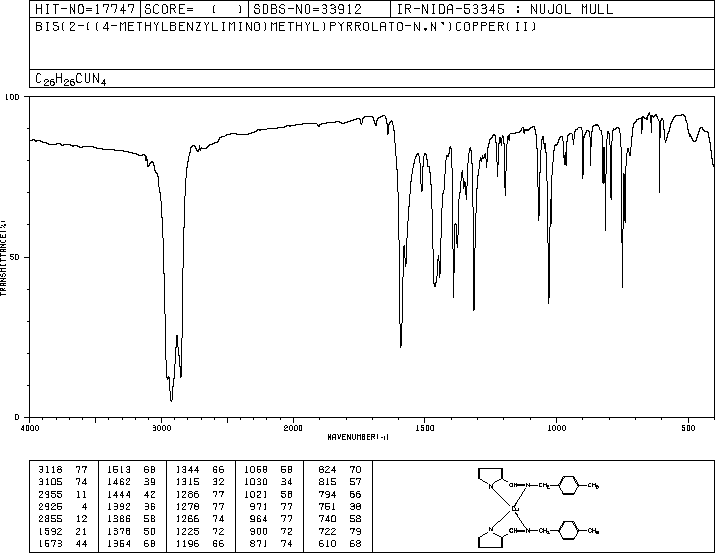 HIT-NO=17747 SCORE= ( ) SDBS-NO=33912 IR-NIDA-53345 : NUJOL MULL
BIS(2-((4-METHYLBENZYLIMINO)METHYL)PYRROLATO-N,N')COPPER(II)
C26H26CUN4
100
50
0
TRANSMITTANCE(%)
4000 3000 2000 1500 1000 500
WAVENUMBER(-1)
3118 77 1513 68 1344 66 1068 58 824 70
3105 74 1462 39 1315 32 1030 34 815 57
2955 11 1444 42 1286 77 1021 58 794 66
2925 4 1392 36 1278 77 971 77 751 38
2855 12 1386 56 1266 74 964 77 740 58
1592 21 1378 50 1225 72 900 72 722 79
1573 44 1364 68 1196 66 871 74 610 68
CH=N-CH2 CH3
N
Cu
N
CH=N-CH2 CH3